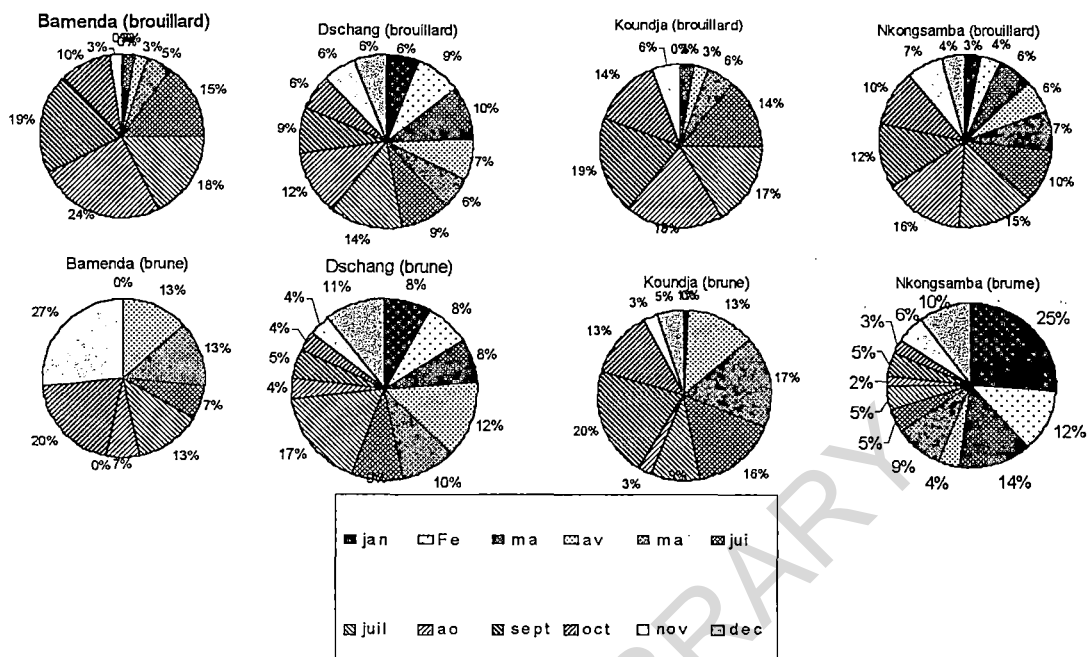 Bamenda (brouillard)
3% 3% 5% 15% 18% 24% 19% 10%
Dschang (brouillard)
6% 9% 10% 7% 6% 9% 14% 12% 9% 6% 6% 6%
Koundja (brouillard)
3% 6% 14% 17% 18% 19% 14% 6%
Nkongsamba (brouillard)
3% 4% 6% 6% 7% 10% 15% 16% 12% 10% 7% 4%
Bamenda (brune)
0% 13% 13% 7% 13% 7% 0% 20% 27%
Dschang (brune)
8% 8% 8% 12% 10% 17% 4% 5% 4% 4% 11%
Koundja (brune)
13% 17% 16% 3% 20% 13% 3% 5%
Nkongsamba (brume)
25% 12% 14% 4% 9% 5% 5% 2% 5% 3% 6% 10%
jan Fe ma av ma jui
juil ao sept oct nov dec
RARY